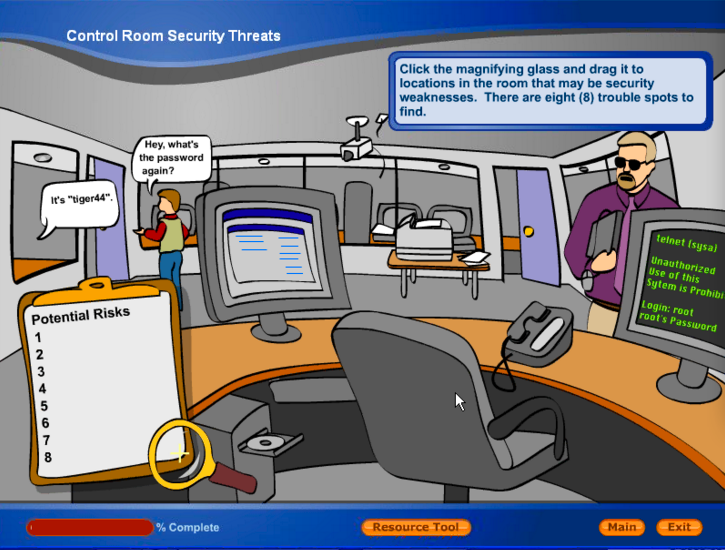 Control Room Security Threats
Click the magnifying glass and drag it to
locations in the room that may be security
weaknesses. There are eight (8) trouble spots to
find.
Hey, what's
the password
again?
It's "tiger44".
telnet (sysa)
Unauthorized
Use of this
Sytem is Prohibi
Login: root
root's Password
Potential Risks
1
2
3
4
5
6
7
8
% Complete
Resource Tool
Main
Exit